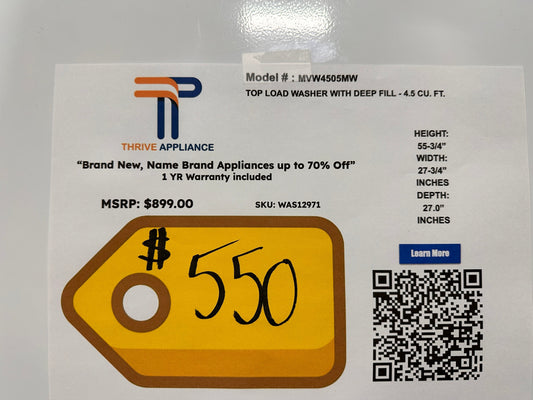 Model # : MVW4505MW
TOP LOAD WASHER WITH DEEP FILL - 4.5 CU. FT.
TP
THRIVE APPLIANCE
"Brand New, Name Brand Appliances up to 70% Off"
1 YR Warranty included
MSRP: $899.00
SKU: WAS12971
HEIGHT:
55-3/4"
WIDTH:
27-3/4"
INCHES
DEPTH:
27.0"
INCHES
Learn More
$ 550